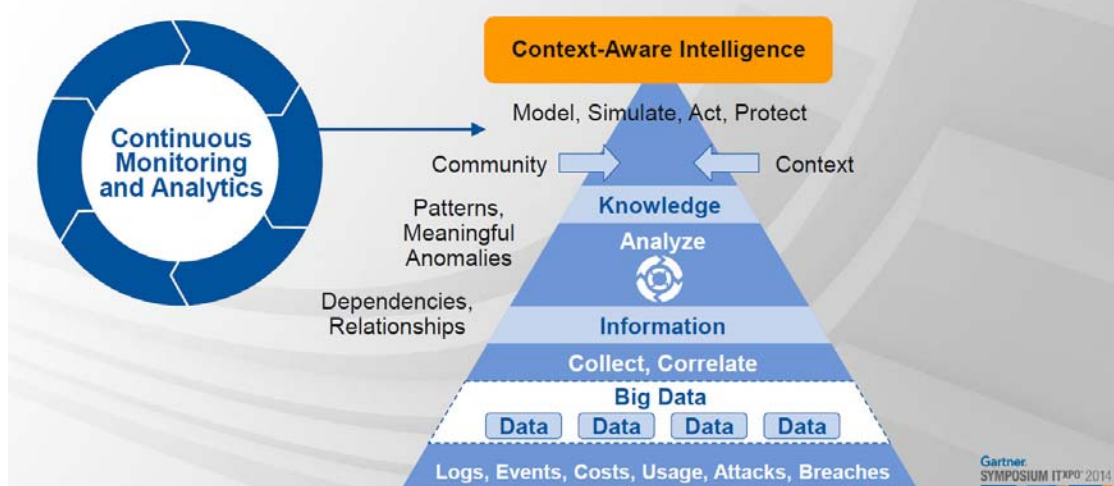 Context-Aware Intelligence
Continuous
Monitoring
and Analytics
Model, Simulate, Act, Protect
Community
Context
Patterns,
Meaningful
Anomalies
Knowledge
Analyze
Dependencies,
Relationships
Information
Collect, Correlate
Big Data
Data Data Data Data
Logs, Events, Costs, Usage, Attacks, Breaches
Gartner.
SYMPOSIUM ITXPO® 2014